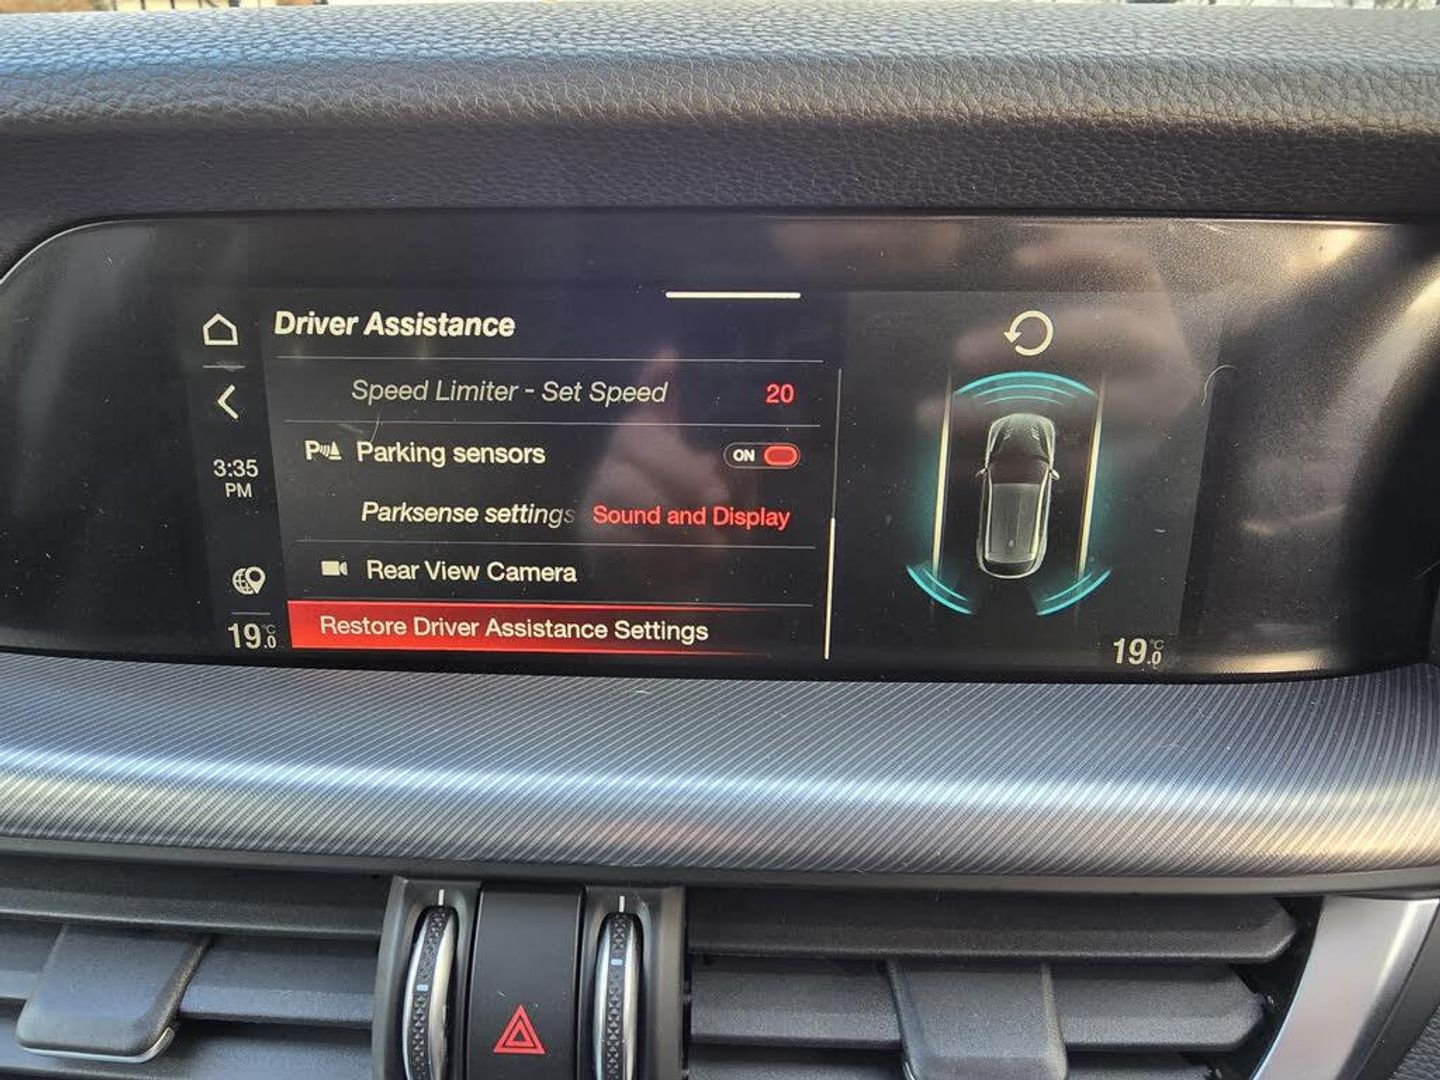 Driver Assistance
Speed Limiter - Set Speed 20
P Parking sensors ON
3:35
PM
Parksense settings Sound and Display
Rear View Camera
Restore Driver Assistance Settings
19.0 °C
19.0 °C